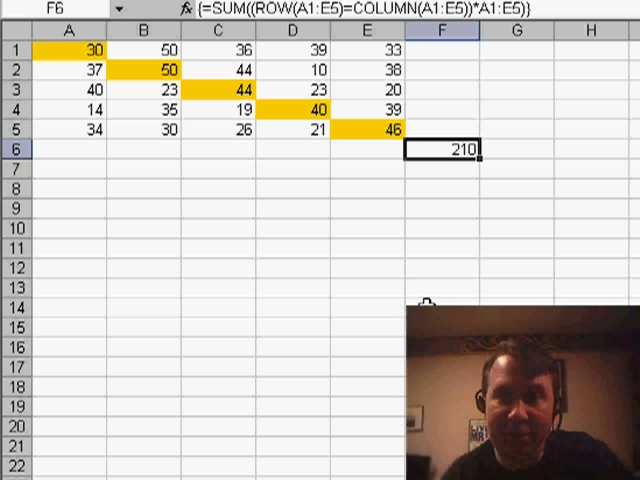 F6 fx {=SUM((ROW(A1:E5)=COLUMN(A1:E5))*A1:E5)}
A B C D E F G H
1 30 50 36 39 33
2 37 50 44 10 38
3 40 23 44 23 20
4 14 35 19 40 39
5 34 30 26 21 46
6 210
7
8
9
10
11
12
13
14
15
16
17
18
19
20
21
22